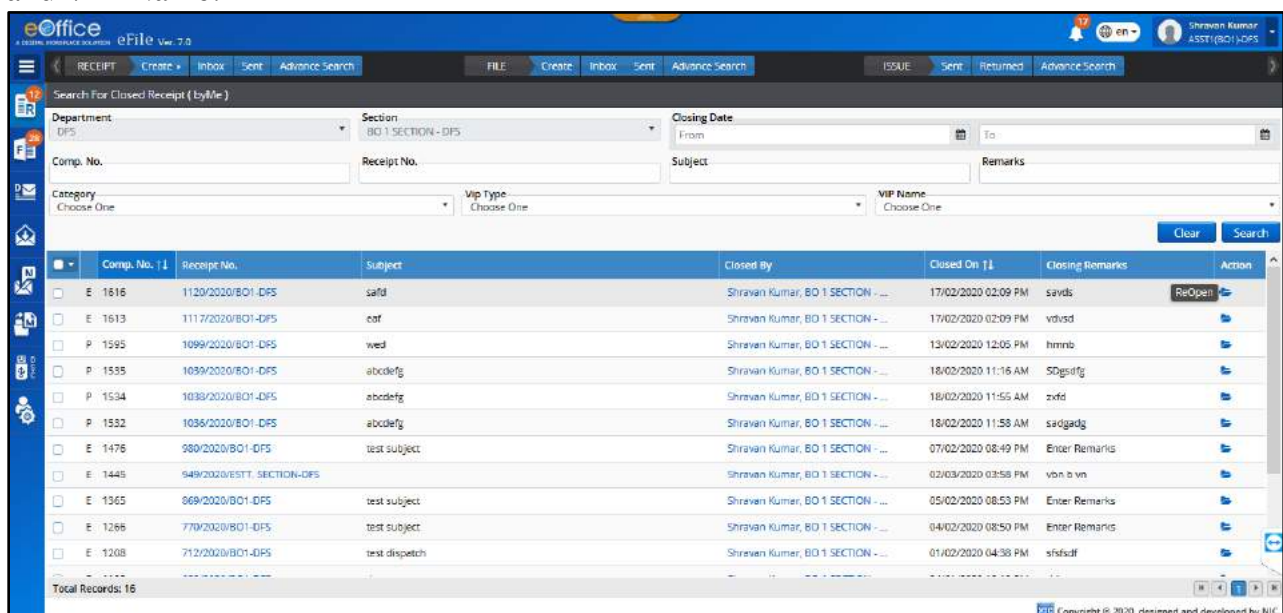 eOffice
A DIGITAL WORKPLACE SOLUTION eFile Ver. 7.0
17
en
Shravan Kumar
ASST1(BO1)-DFS
RECEIPT Create Inbox Sent Advance Search FILE Create Inbox Sent Advance Search ISSUE Sent Returned Advance Search
12
Search For Closed Receipt ( byMe )
Department Section Closing Date
DFS BO 1 SECTION - DFS From To
Comp. No. Receipt No. Subject Remarks
Category Vip Type VIP Name
Choose One Choose One Choose One
Clear Search
Comp. No. Receipt No. Subject Closed By Closed On Closing Remarks Action
E 1616 1120/2020/BO1-DFS safd Shravan Kumar, BO 1 SECTION - ... 17/02/2020 02:09 PM savds ReOpen
E 1613 1117/2020/BO1-DFS eaf Shravan Kumar, BO 1 SECTION - ... 17/02/2020 02:09 PM vdvsd
P 1595 1099/2020/BO1-DFS wed Shravan Kumar, BO 1 SECTION - ... 13/02/2020 12:05 PM hmnb
P 1535 1039/2020/BO1-DFS abcdefg Shravan Kumar, BO 1 SECTION - ... 18/02/2020 11:16 AM SDgsdfg
P 1534 1038/2020/BO1-DFS abcdefg Shravan Kumar, BO 1 SECTION - ... 18/02/2020 11:55 AM zxfd
P 1532 1036/2020/BO1-DFS abcdefg Shravan Kumar, BO 1 SECTION - ... 18/02/2020 11:58 AM sadgadg
E 1476 980/2020/BO1-DFS test subject Shravan Kumar, BO 1 SECTION - ... 07/02/2020 08:49 PM Enter Remarks
E 1445 949/2020/ESTT. SECTION-DFS Shravan Kumar, BO 1 SECTION - ... 02/03/2020 03:58 PM vbn b vn
E 1365 869/2020/BO1-DFS test subject Shravan Kumar, BO 1 SECTION - ... 05/02/2020 08:53 PM Enter Remarks
E 1266 770/2020/BO1-DFS test subject Shravan Kumar, BO 1 SECTION - ... 04/02/2020 08:50 PM Enter Remarks
E 1208 712/2020/BO1-DFS test dispatch Shravan Kumar, BO 1 SECTION - ... 01/02/2020 04:38 PM sfsfsdf
Total Records: 16 1
NIC Copyright © 2020, designed and developed by NIC